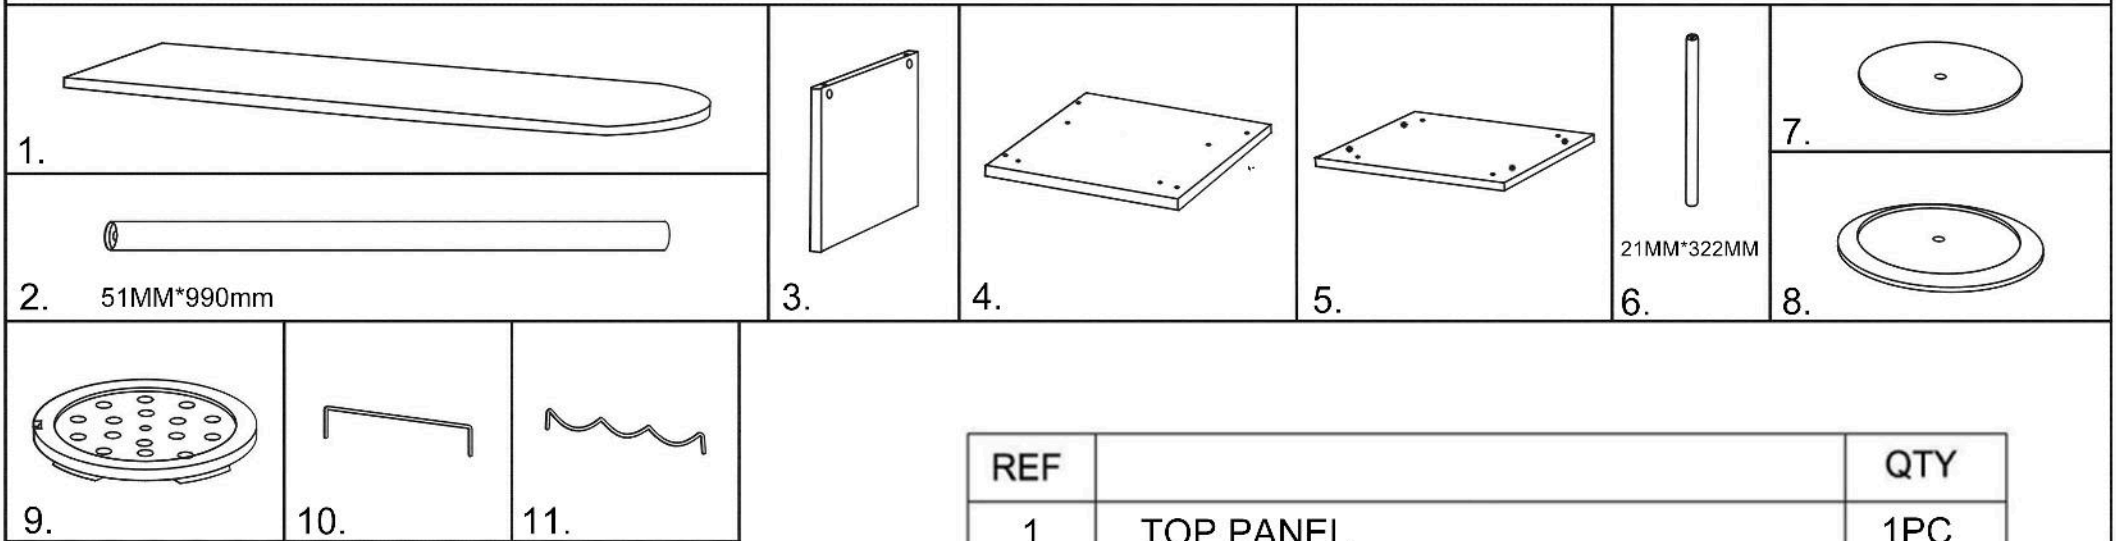 1.
2. 51MM*990mm
3.
4.
5.
21MM*322MM
6.
7.
8.
9.
10.
11.
REF QTY
1 TOP PANEL 1PC